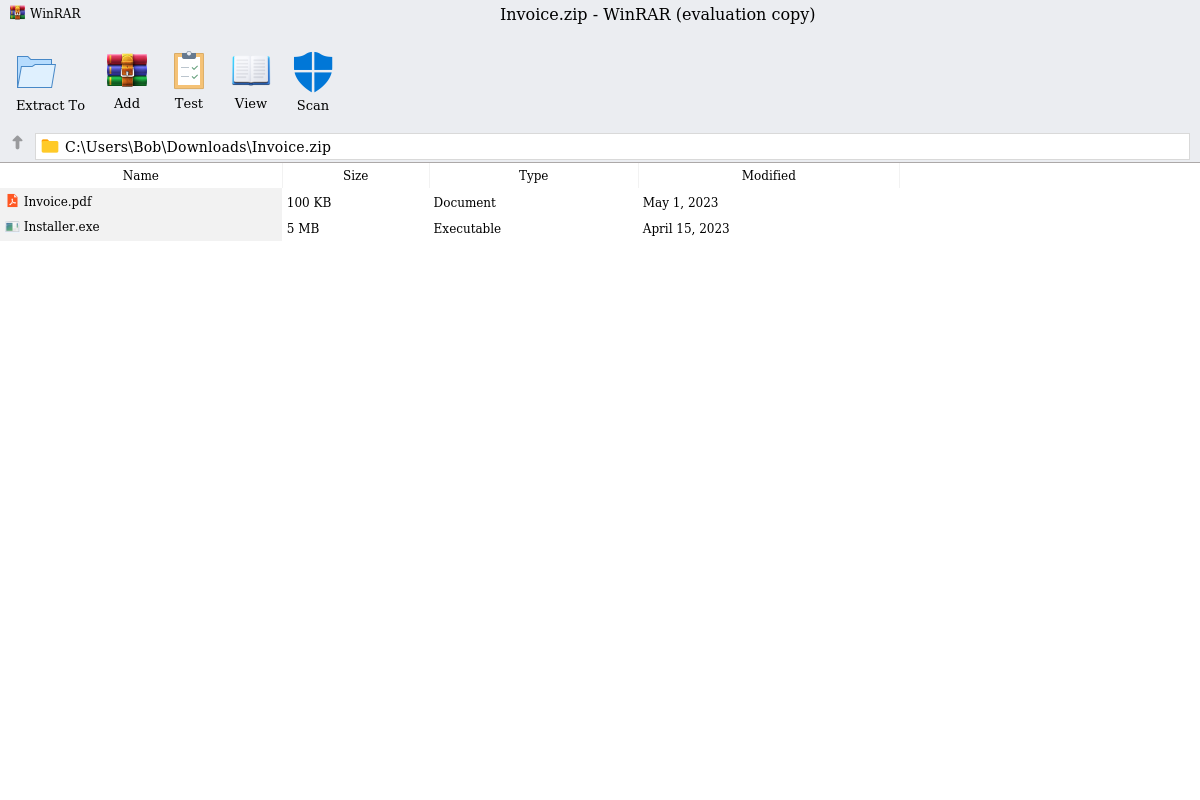 WinRAR
Invoice.zip - WinRAR (evaluation copy)
Extract To Add Test View Scan
C:\Users\Bob\Downloads\Invoice.zip
Name Size Type Modified
Invoice.pdf 100 KB Document May 1, 2023
Installer.exe 5 MB Executable April 15, 2023